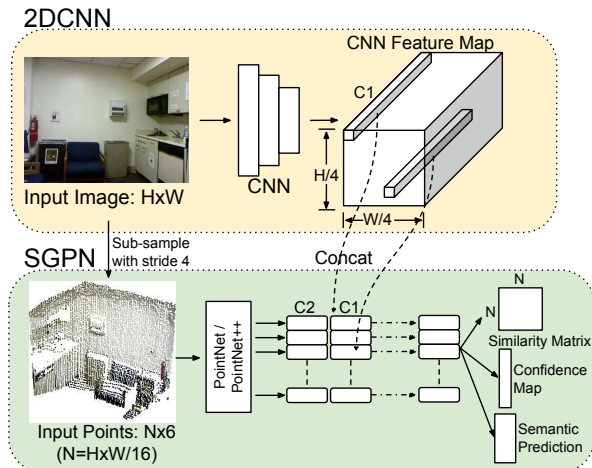 2DCNN
CNN Feature Map
C1
CNN
H/4
W/4
Input Image: HxW
Sub-sample
with stride 4
SGPN
Concat
C2 C1
PointNet /
PointNet++
N
N
Similarity Matrix
Confidence
Map
Semantic
Prediction
Input Points: Nx6
(N=HxW/16)